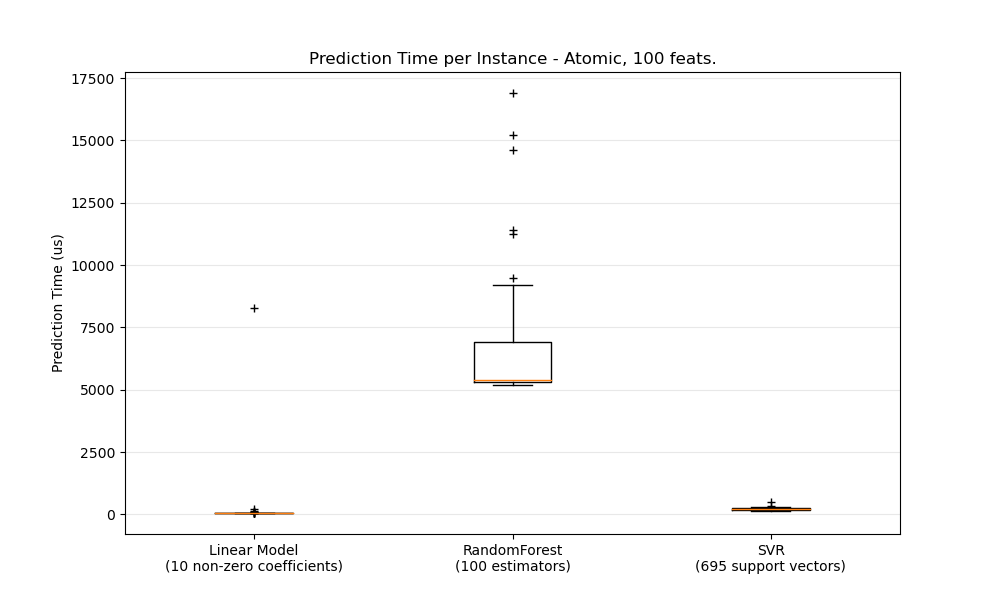 Prediction Time per Instance - Atomic, 100 feats.
Prediction Time (us)
17500
15000
12500
10000
7500
5000
2500
0
Linear Model
(10 non-zero coefficients)
RandomForest
(100 estimators)
SVR
(695 support vectors)